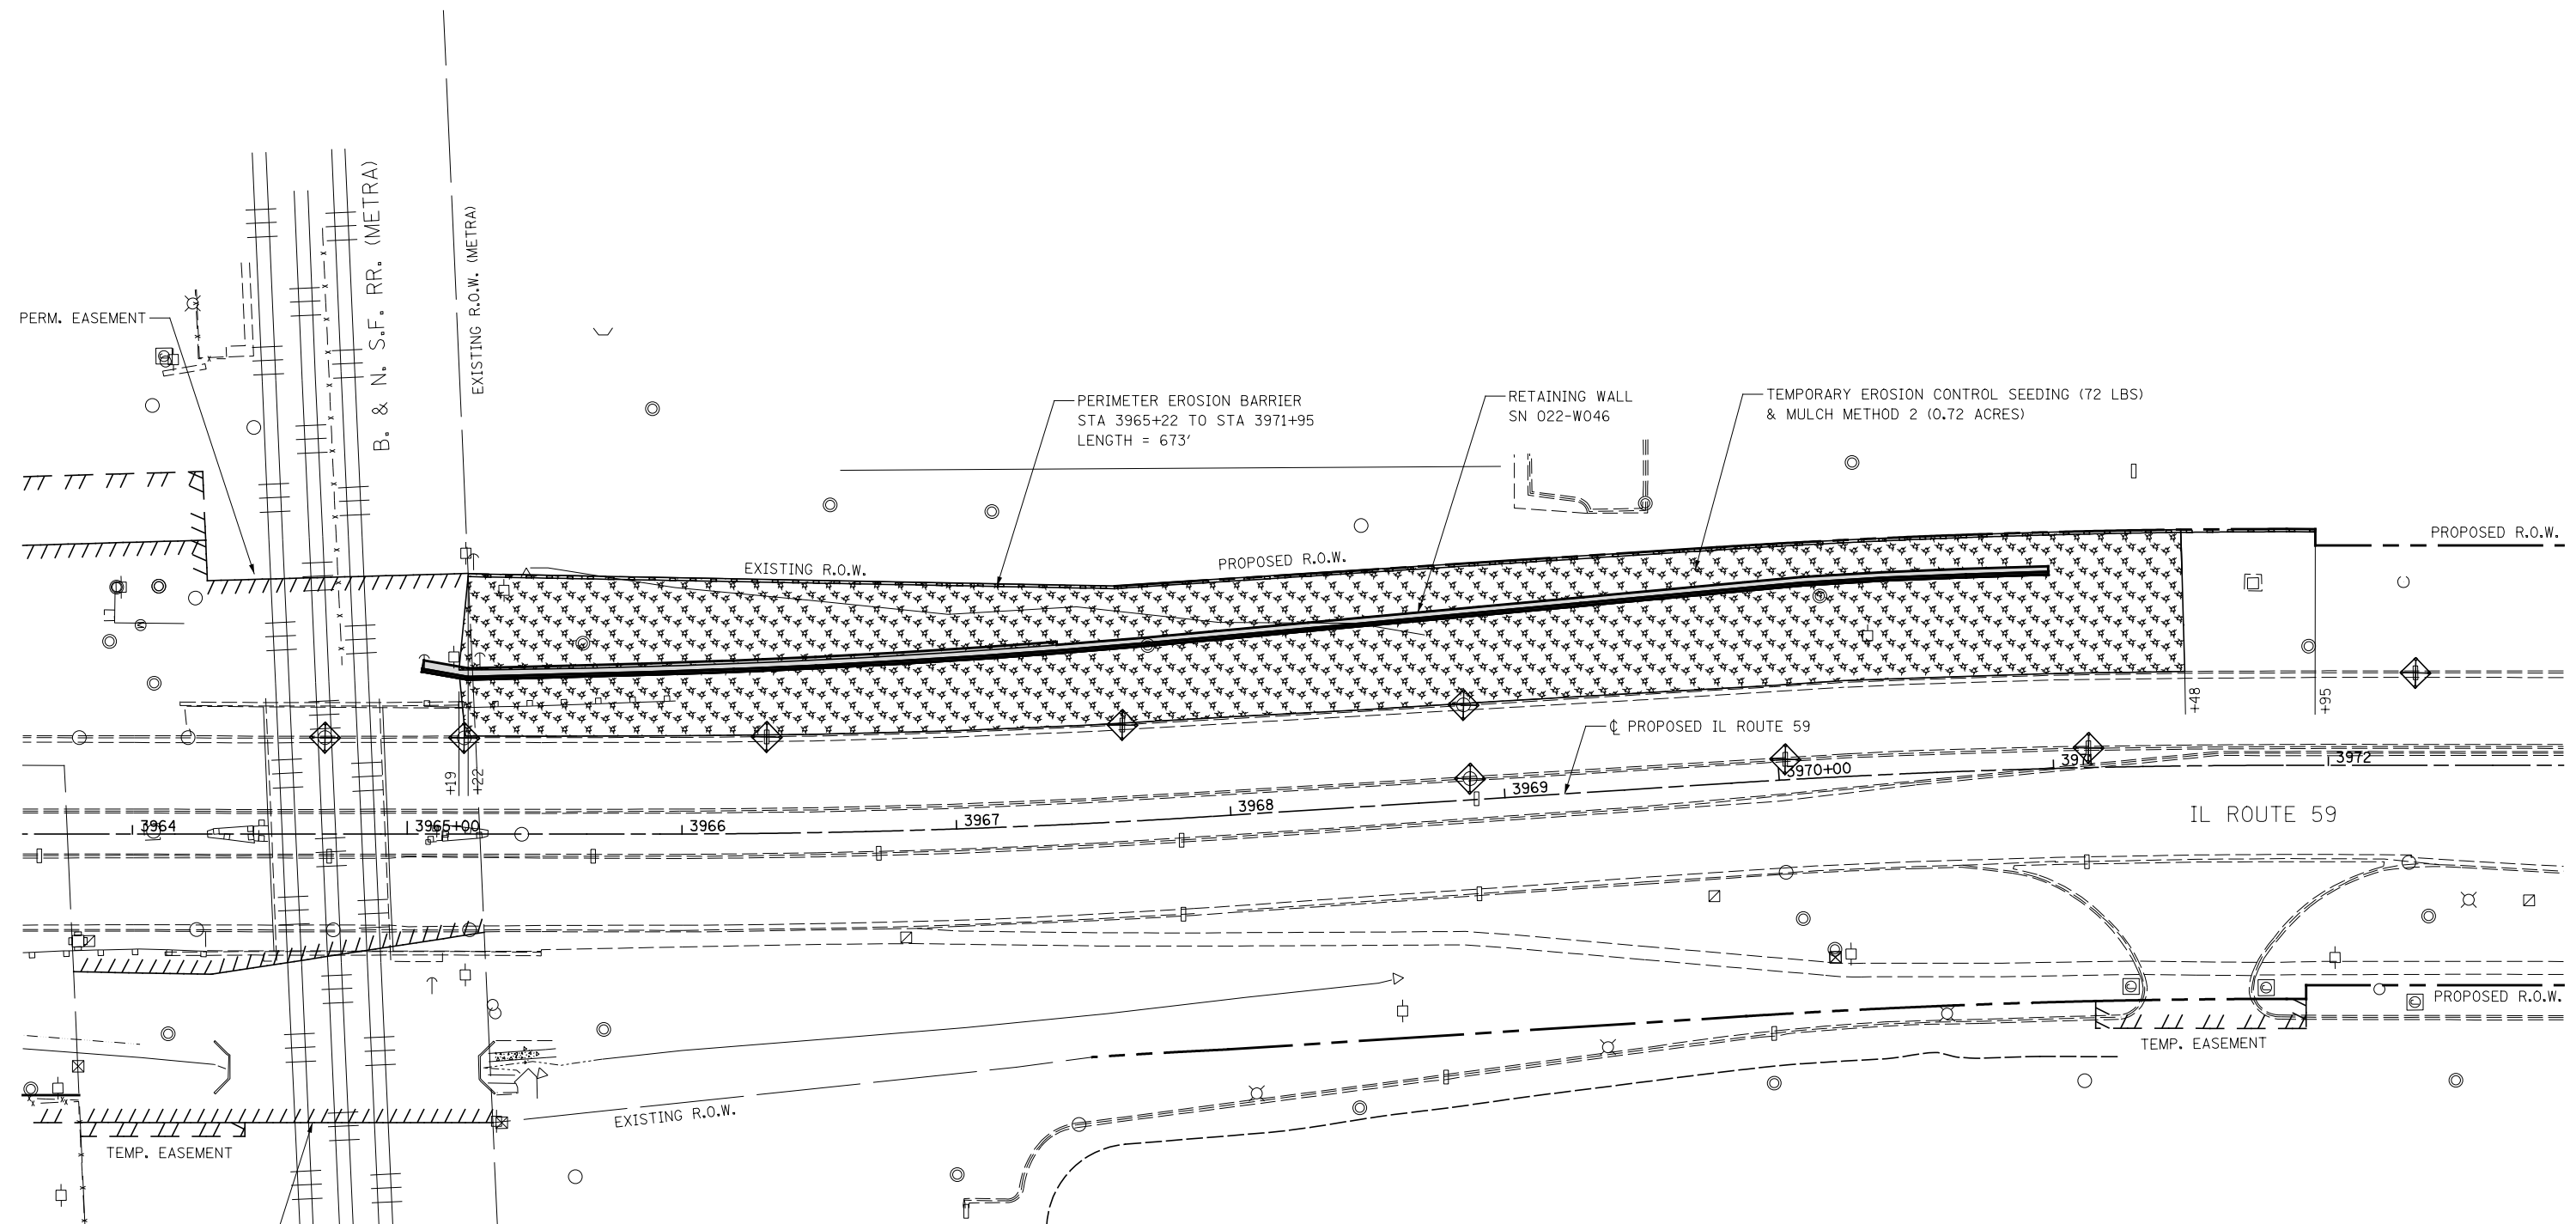 B. & N. S.F. RR. (METRA)
EXISTING R.O.W. (METRA)
PERM. EASEMENT
PERIMETER EROSION BARRIER
STA 3965+22 TO STA 3971+95
LENGTH = 673'
RETAINING WALL
SN 022-W046
TEMPORARY EROSION CONTROL SEEDING (72 LBS)
& MULCH METHOD 2 (0.72 ACRES)
PROPOSED R.O.W.
EXISTING R.O.W.
PROPOSED R.O.W.
+48
+95
℄ PROPOSED IL ROUTE 59
+19
+22
3964
3965+00
3966
3967
3968
3969
3970+00
3971
3972
IL ROUTE 59
PROPOSED R.O.W.
TEMP. EASEMENT
EXISTING R.O.W.
TEMP. EASEMENT